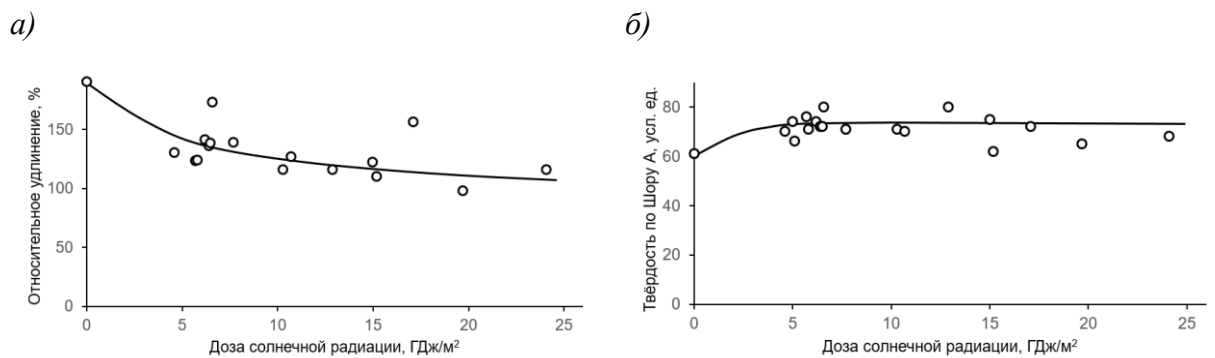 а)
Относительное удлинение, %
150
100
50
0
0 5 10 15 20 25
Доза солнечной радиации, ГДж/м²
б)
Твёрдость по Шору А, усл. ед.
80
60
40
20
0
0 5 10 15 20 25
Доза солнечной радиации, ГДж/м²